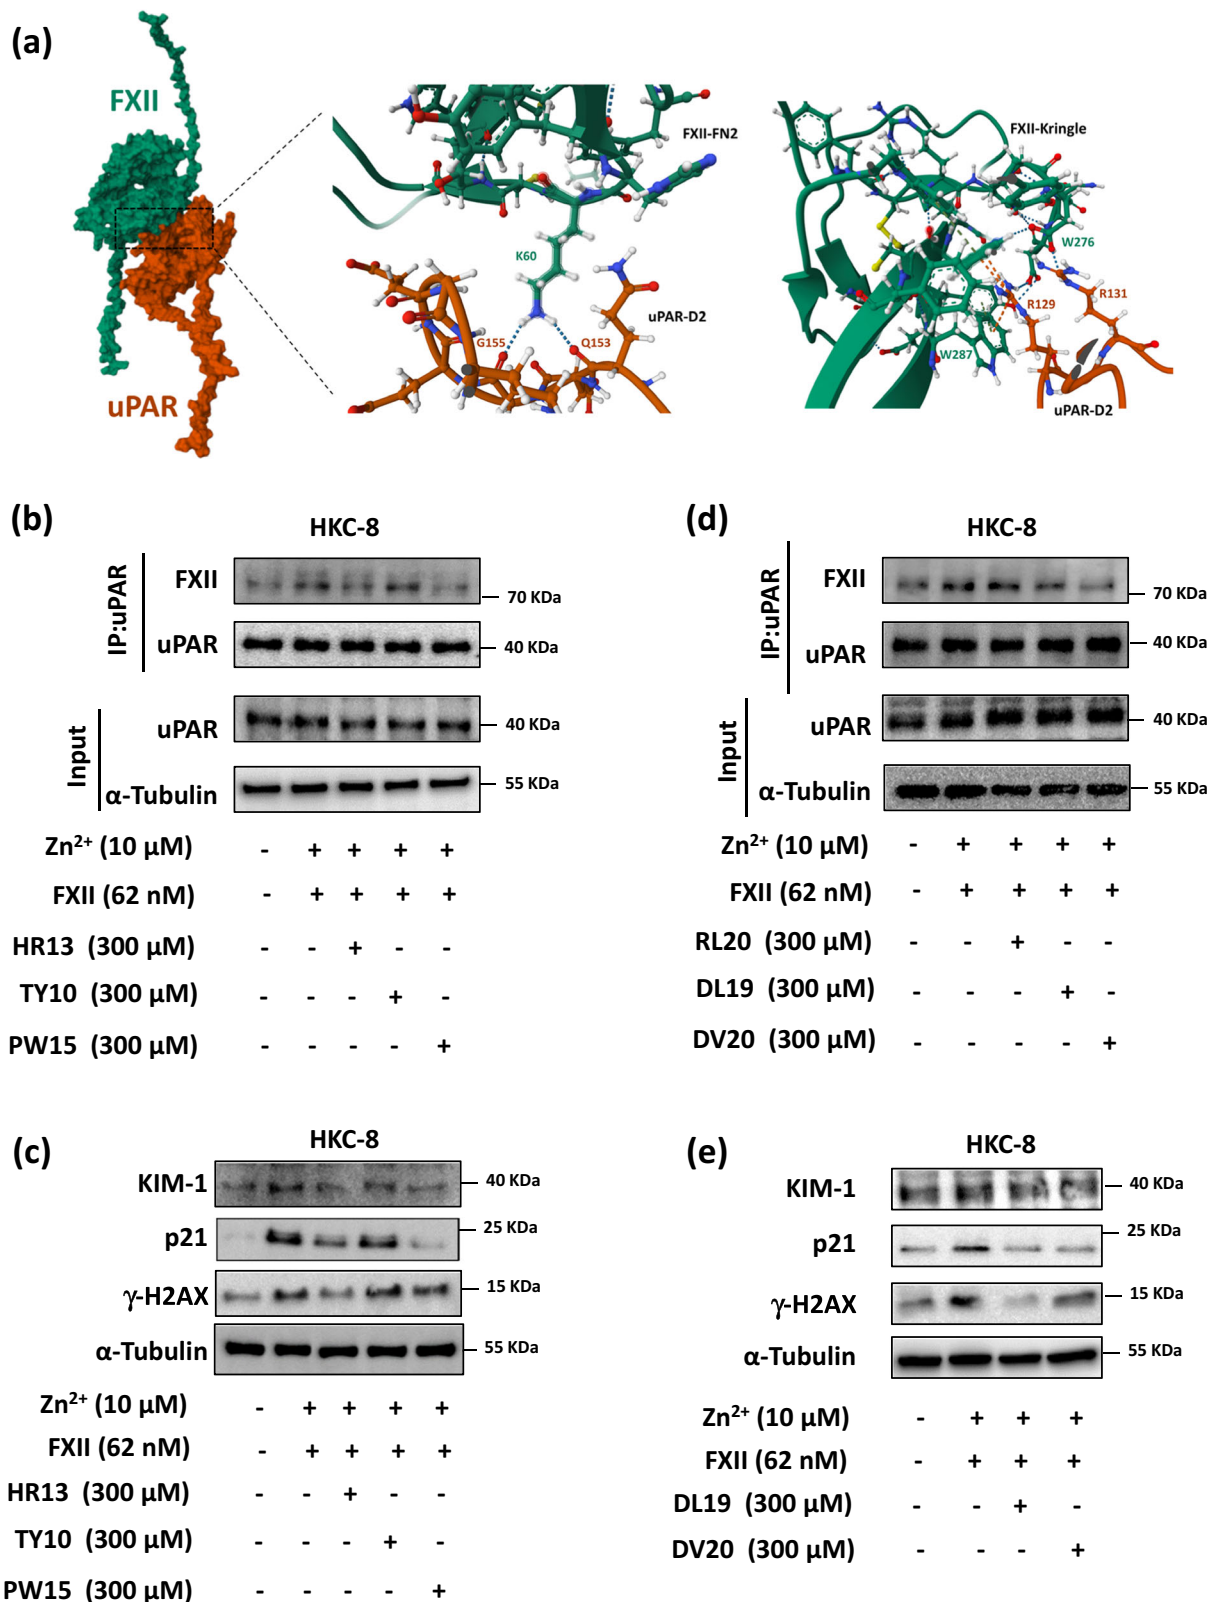 (a)
FXII
uPAR
FXII-FN2
K60
uPAR-D2
G155
Q153
FXII-Kringle
W276
R129
R131
W287
uPAR-D2
(b)
HKC-8
IP:uPAR
FXII
70 KDa
uPAR
40 KDa
Input
uPAR
40 KDa
α-Tubulin
55 KDa
Zn²⁺ (10 µM) - + + + +
FXII (62 nM) - + + + +
HR13 (300 µM) - - + - -
TY10 (300 µM) - - - + -
PW15 (300 µM) - - - - +
(d)
HKC-8
IP:uPAR
FXII
70 KDa
uPAR
40 KDa
Input
uPAR
40 KDa
α-Tubulin
55 KDa
Zn²⁺ (10 µM) - + + + +
FXII (62 nM) - + + + +
RL20 (300 µM) - - + - -
DL19 (300 µM) - - - + -
DV20 (300 µM) - - - - +
(c)
HKC-8
KIM-1
40 KDa
p21
25 KDa
γ-H2AX
15 KDa
α-Tubulin
55 KDa
Zn²⁺ (10 µM) - + + + +
FXII (62 nM) - + + + +
HR13 (300 µM) - - + - -
TY10 (300 µM) - - - + -
PW15 (300 µM) - - - - +
(e)
HKC-8
KIM-1
40 KDa
p21
25 KDa
γ-H2AX
15 KDa
α-Tubulin
55 KDa
Zn²⁺ (10 µM) - + + +
FXII (62 nM) - + + +
DL19 (300 µM) - - + -
DV20 (300 µM) - - - +